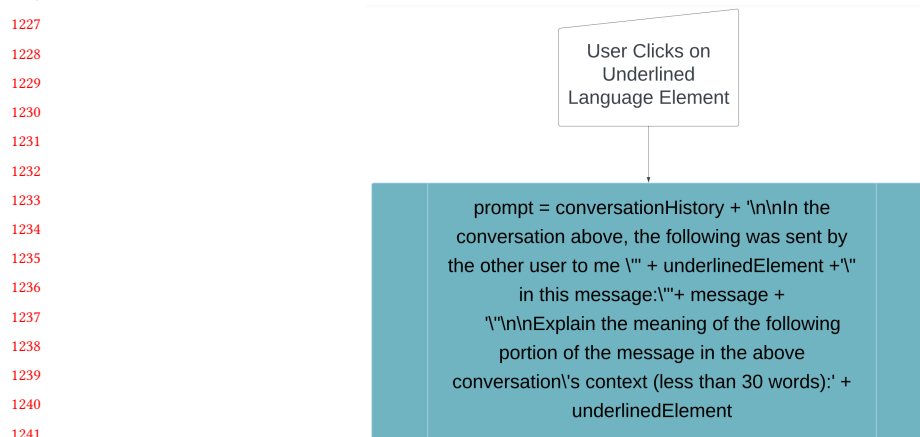 1227
1228
1229
1230
1231
1232
1233
1234
1235
1236
1237
1238
1239
1240
1241
User Clicks on
Underlined
Language Element
prompt = conversationHistory + '\n\nIn the
conversation above, the following was sent by
the other user to me \"' + underlinedElement +'\"
in this message:\"'+ message +
'\"\n\nExplain the meaning of the following
portion of the message in the above
conversation\'s context (less than 30 words):' +
underlinedElement